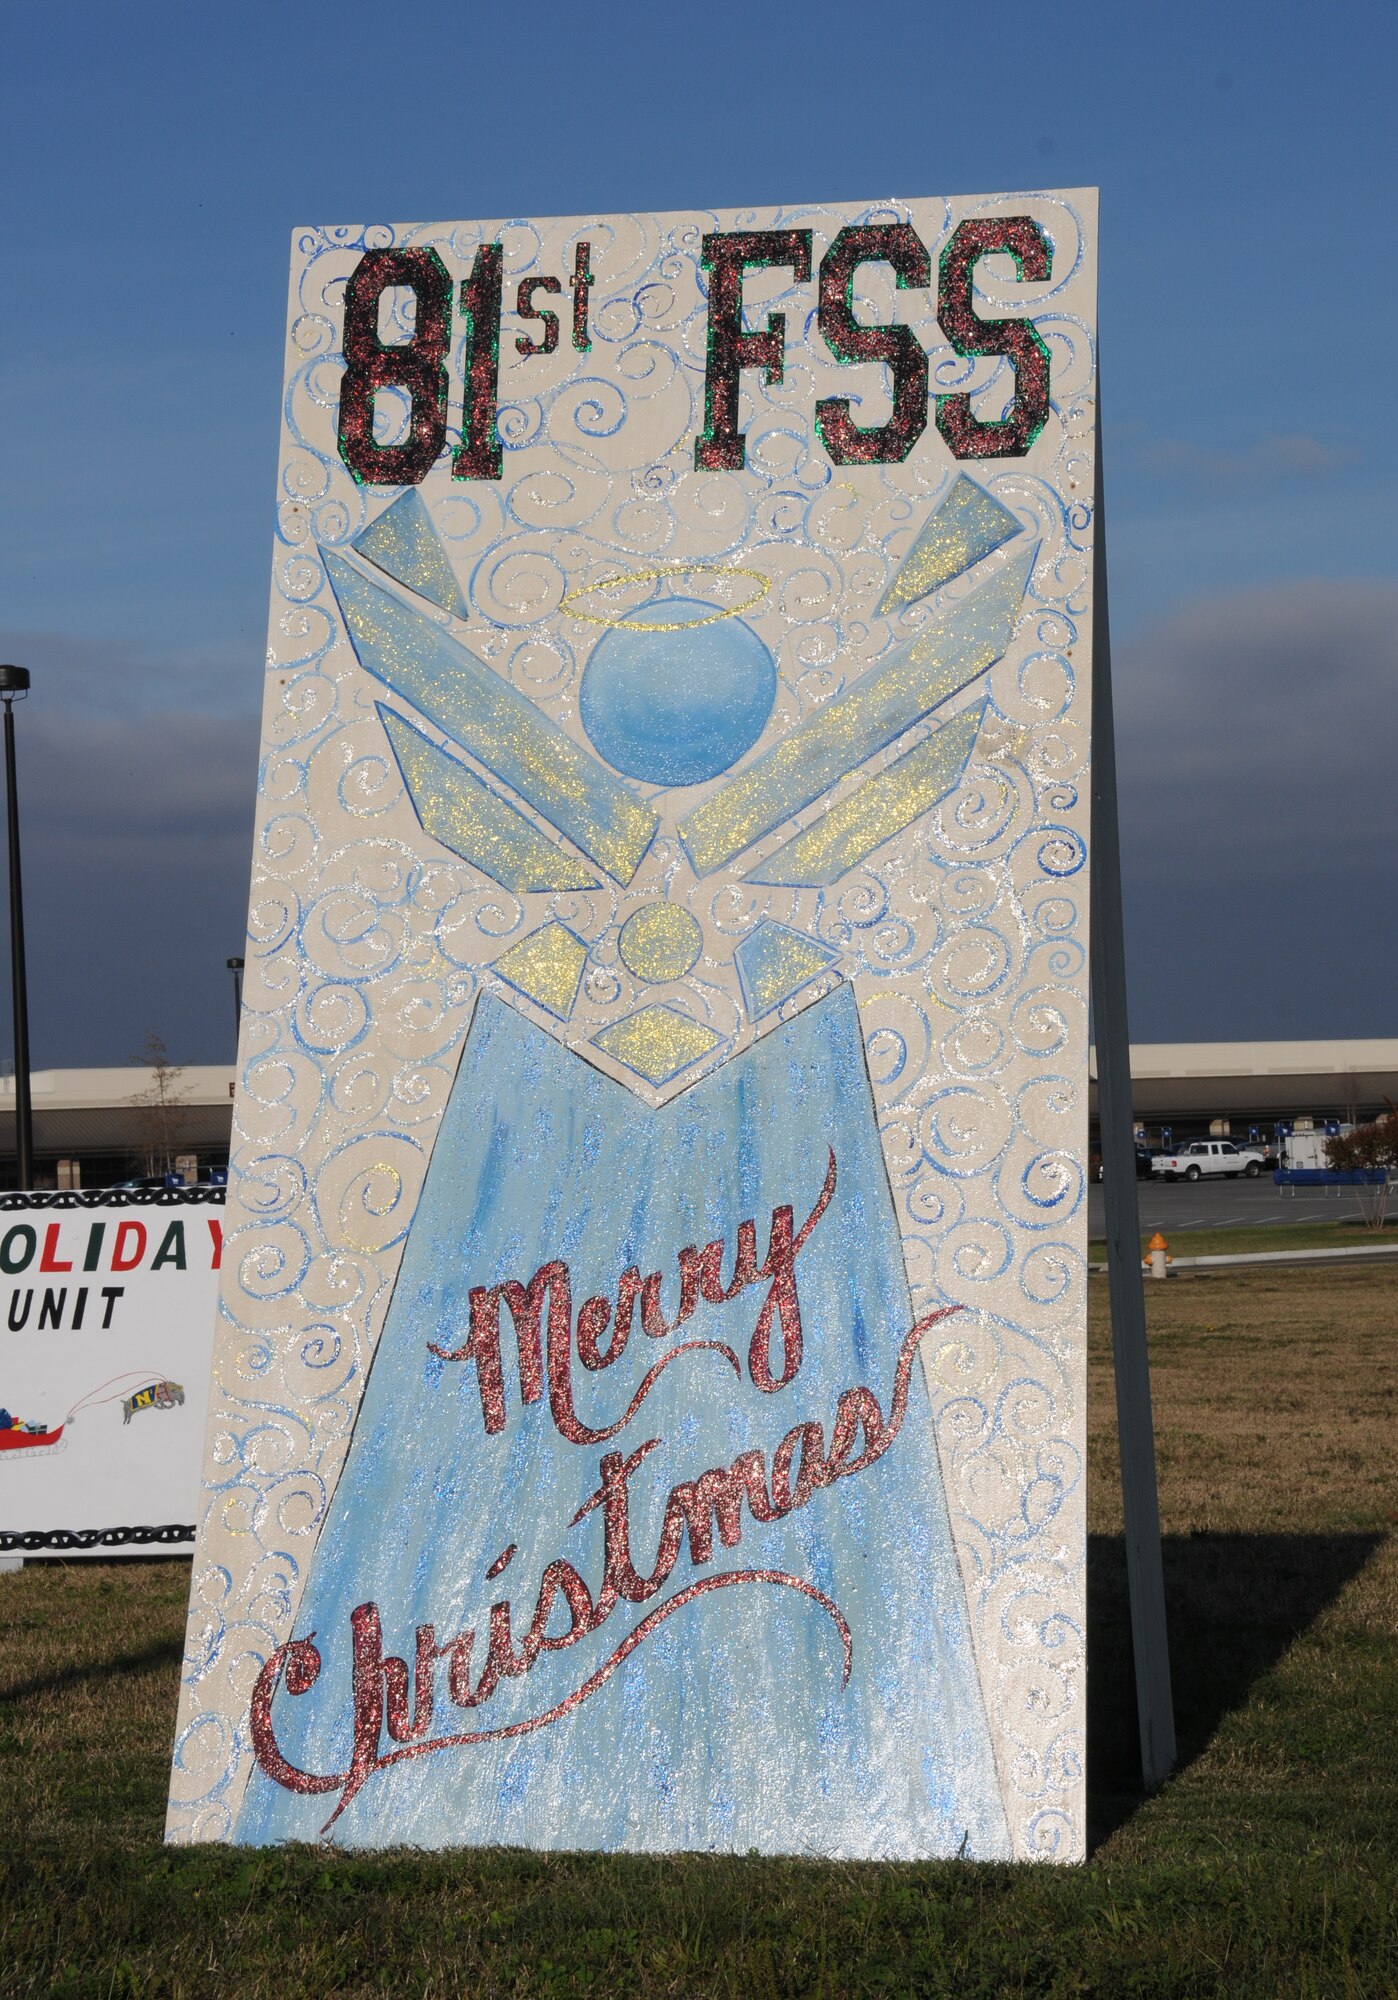 81st FSS
Merry
Christmas
OLIDAY
UNIT
N